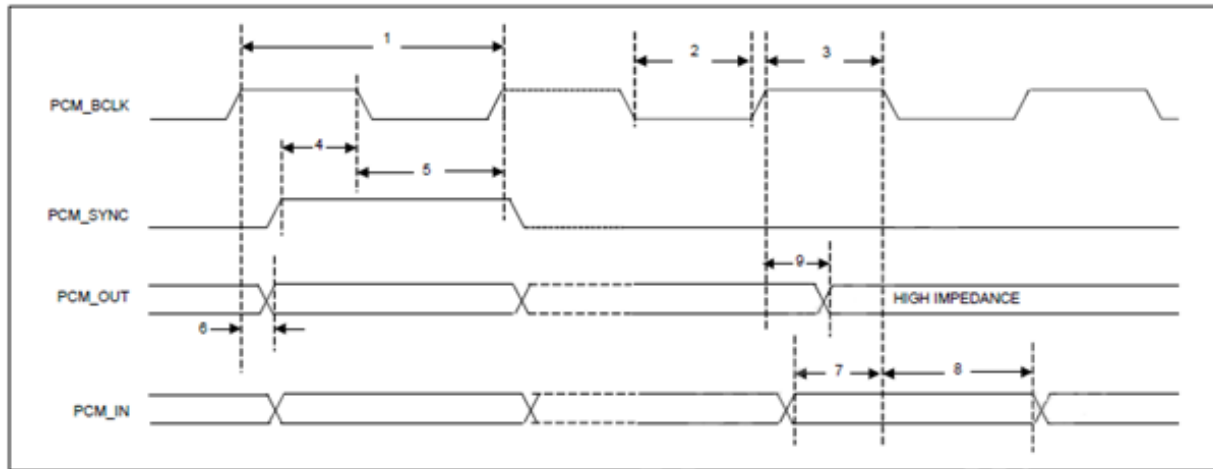 1
2
3
PCM_BCLK
4
5
PCM_SYNC
9
PCM_OUT
HIGH IMPEDANCE
6
7
8
PCM_IN